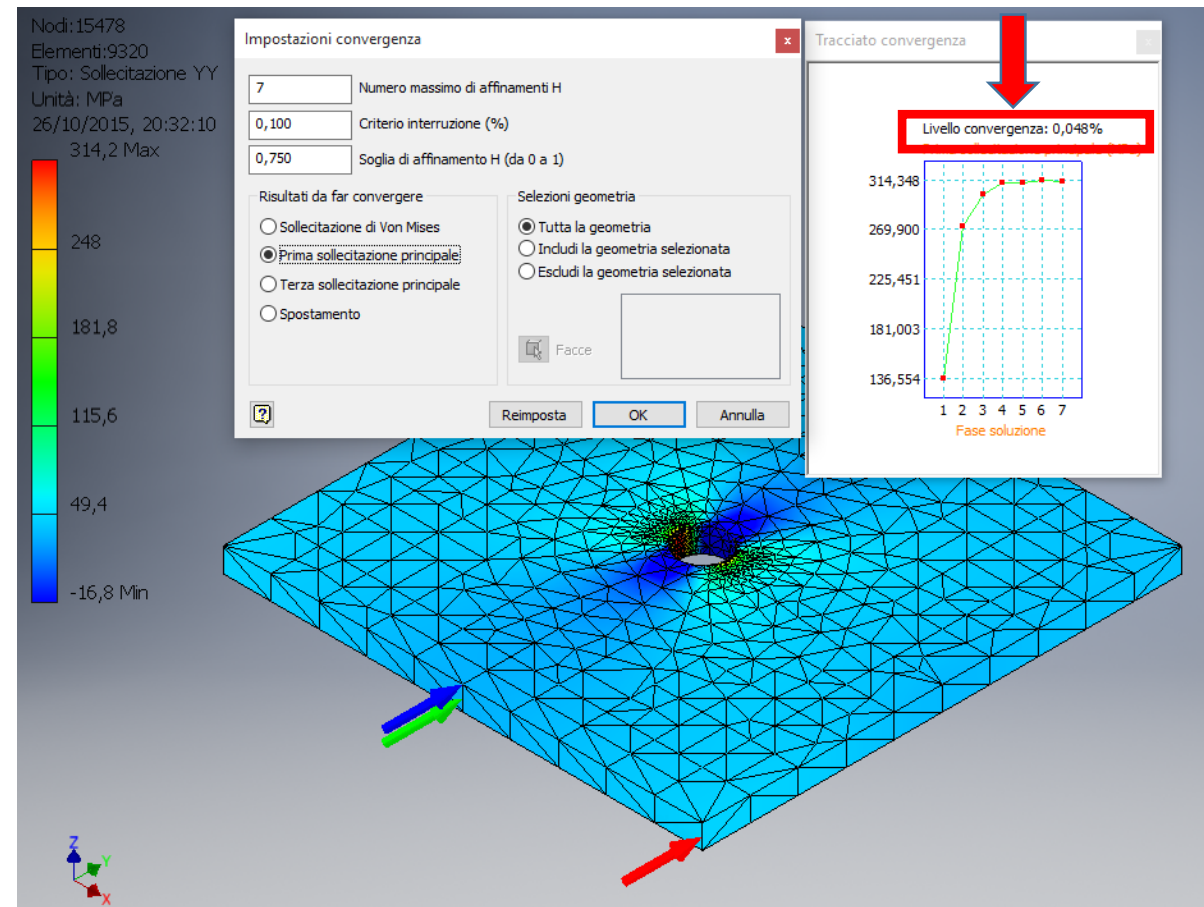 Nodi:15478
Elementi:9320
Tipo: Sollecitazione YY
Unità: MPa
26/10/2015, 20:32:10
314,2 Max
248
181,8
115,6
49,4
-16,8 Min
Impostazioni convergenza
x
7 Numero massimo di affinamenti H
0,100 Criterio interruzione (%)
0,750 Soglia di affinamento H (da 0 a 1)
Risultati da far convergere
Sollecitazione di Von Mises
Prima sollecitazione principale
Terza sollecitazione principale
Spostamento
Selezioni geometria
Tutta la geometria
Includi la geometria selezionata
Escludi la geometria selezionata
Facce
?
Reimposta OK Annulla
Tracciato convergenza
x
Livello convergenza: 0,048%
314,348
269,900
225,451
181,003
136,554
1 2 3 4 5 6 7
Fase soluzione
Z
Y
X